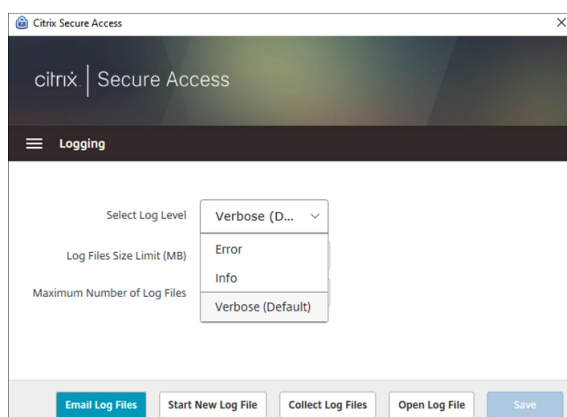 Citrix Secure Access
citrix. Secure Access
Logging
Select Log Level
Verbose (D...
Error
Log Files Size Limit (MB)
Info
Maximum Number of Log Files
Verbose (Default)
Email Log Files
Start New Log File
Collect Log Files
Open Log File
Save